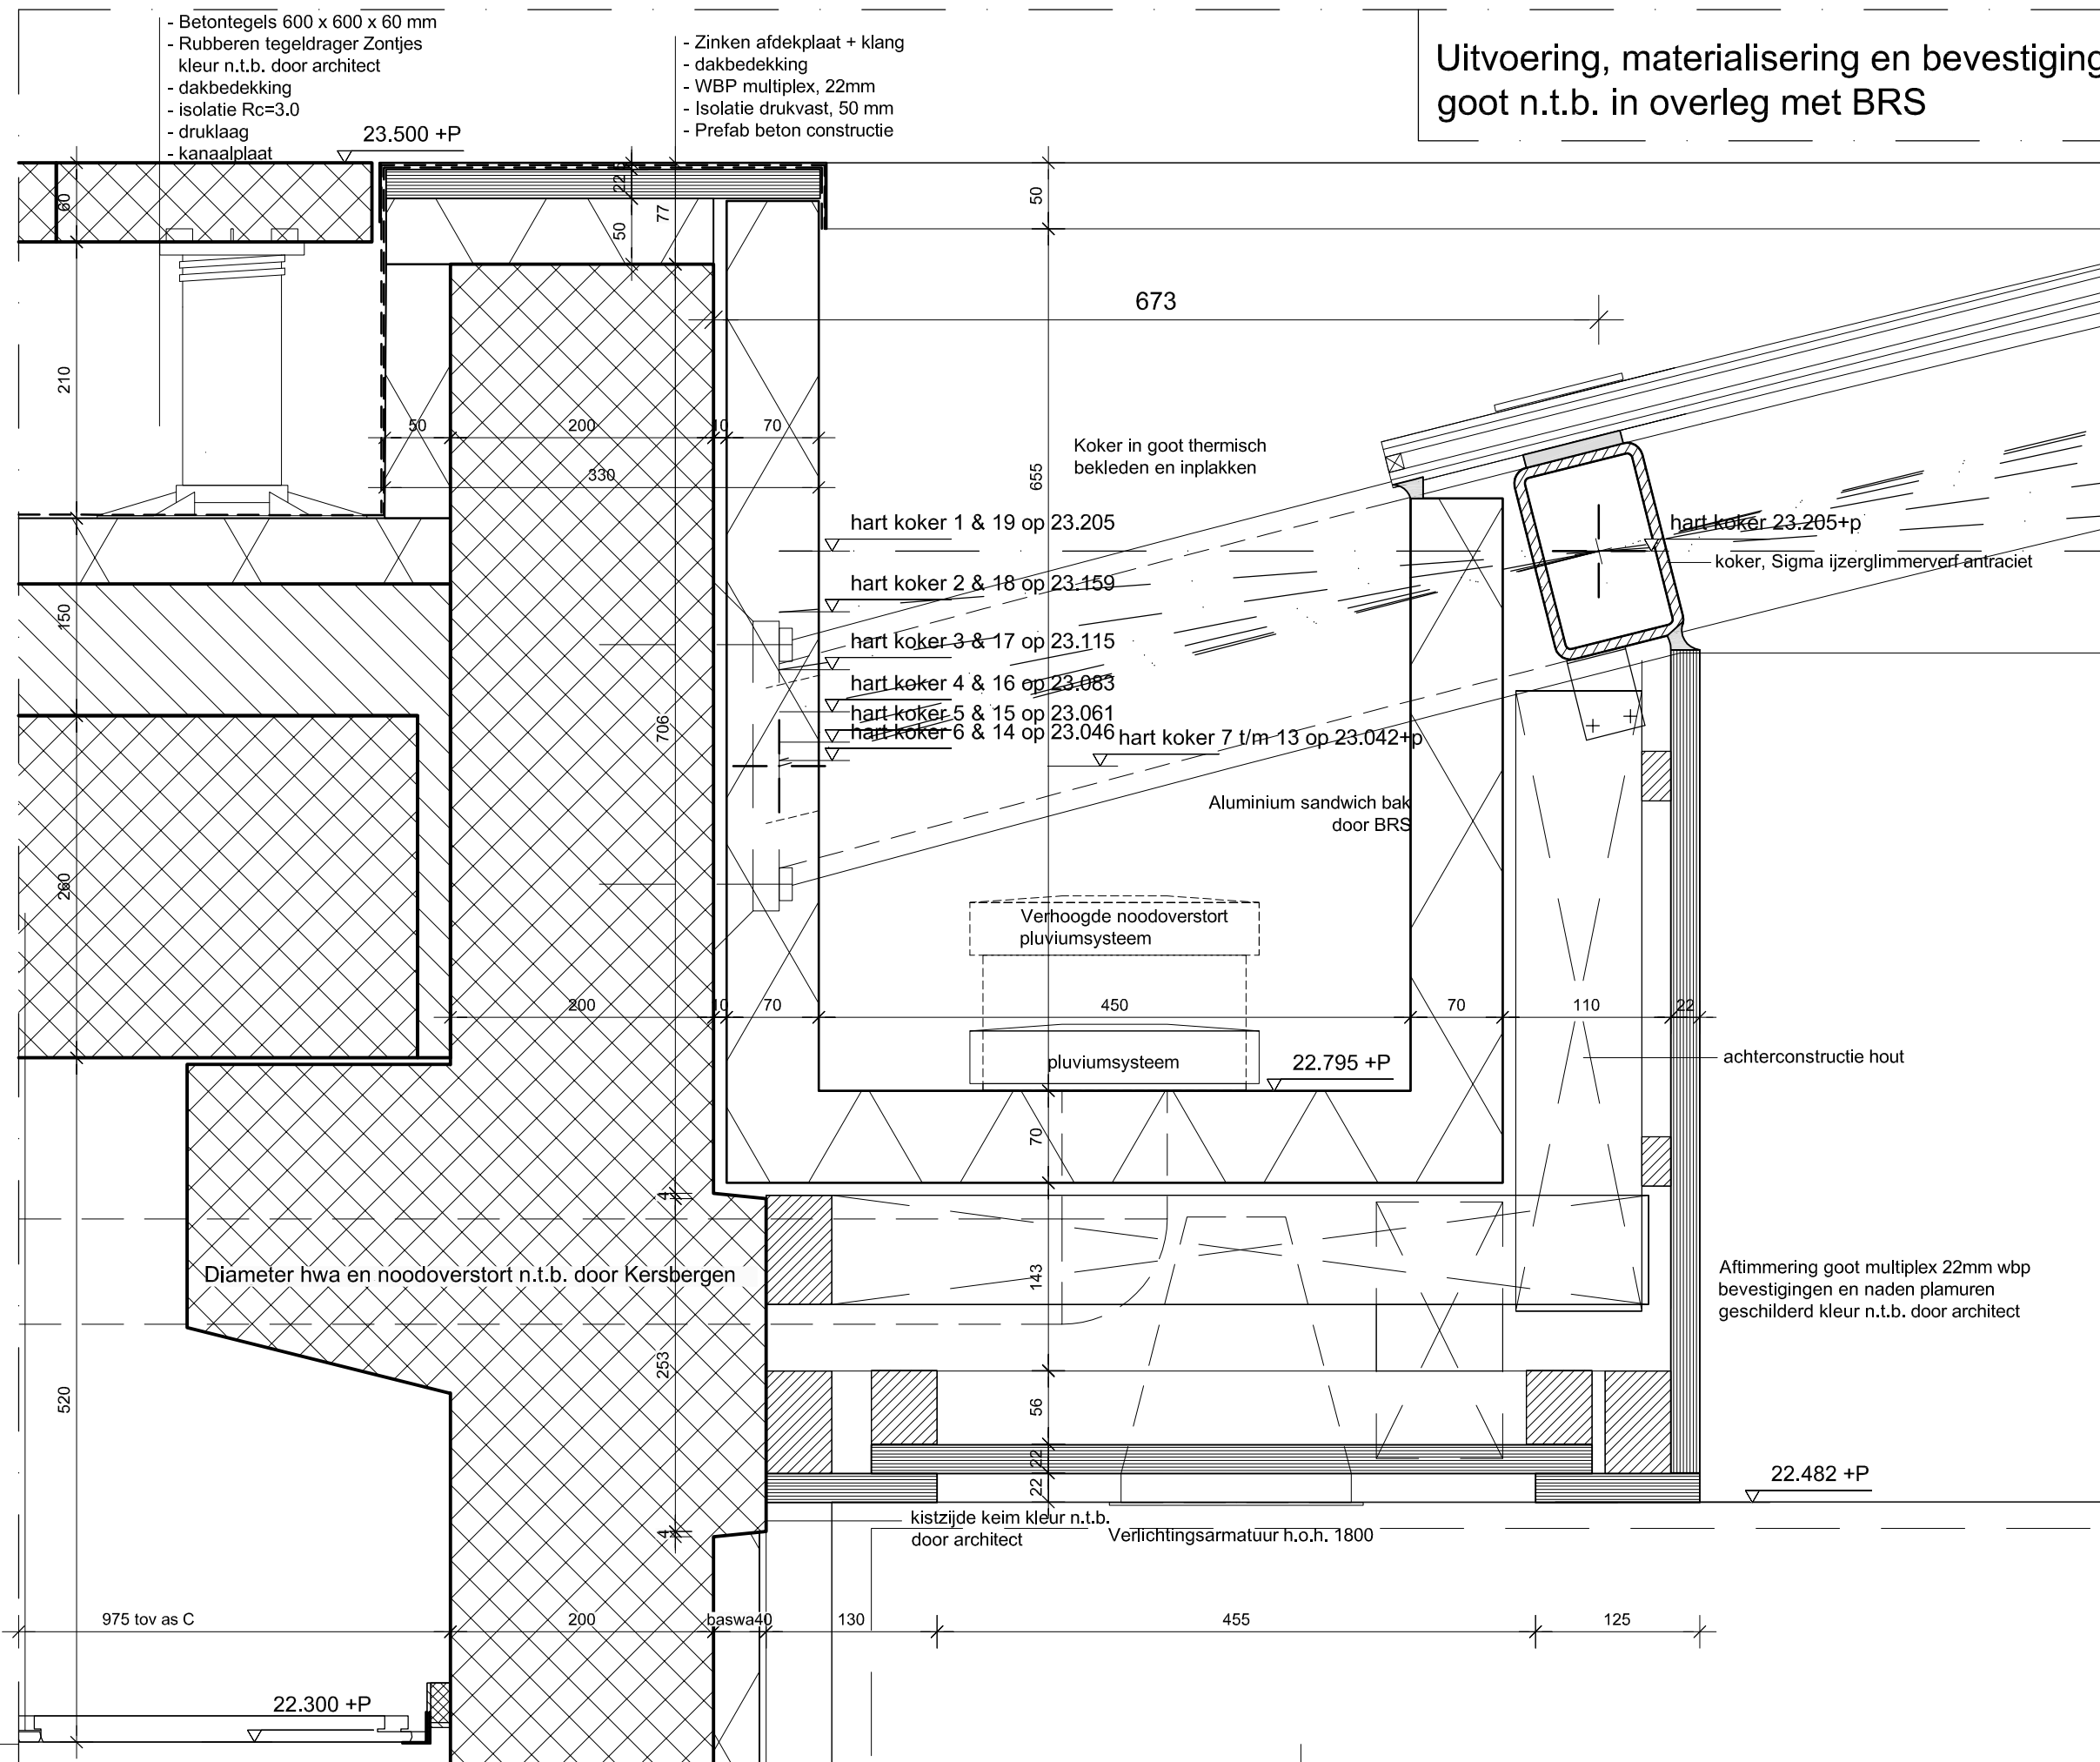 - Betontegels 600 x 600 x 60 mm
- Rubberen tegeldrager Zontjes
kleur n.t.b. door architect
- dakbedekking
- isolatie Rc=3.0
- druklaag
- kanaalplaat
23.500 +P
- Zinken afdekplaat + klang
- dakbedekking
- WBP multiplex, 22mm
- Isolatie drukvast, 50 mm
- Prefab beton constructie
Uitvoering, materialisering en bevestiging
goot n.t.b. in overleg met BRS
60
22
50
77
50
673
210
50
200
10
70
330
655
Koker in goot thermisch
bekleden en inplakken
hart koker 1 & 19 op 23.205
hart koker 23.205+p
koker, Sigma ijzerglimmerverf antraciet
hart koker 2 & 18 op 23.159
150
hart koker 3 & 17 op 23.115
hart koker 4 & 16 op 23.083
hart koker 5 & 15 op 23.061
hart koker 6 & 14 op 23.046
hart koker 7 t/m 13 op 23.042+p
706
Aluminium sandwich bak
door BRS
260
Verhoogde noodoverstort
pluviumsysteem
200
10
70
450
70
110
22
pluviumsysteem
22.795 +P
achterconstructie hout
70
4
Diameter hwa en noodoverstort n.t.b. door Kersbergen
143
Aftimmering goot multiplex 22mm wbp
bevestigingen en naden plamuren
geschilderd kleur n.t.b. door architect
253
520
56
22
22
22.482 +P
4
kistzijde keim kleur n.t.b.
door architect
Verlichtingsarmatuur h.o.h. 1800
975 tov as C
200
baswa40
130
455
125
22.300 +P